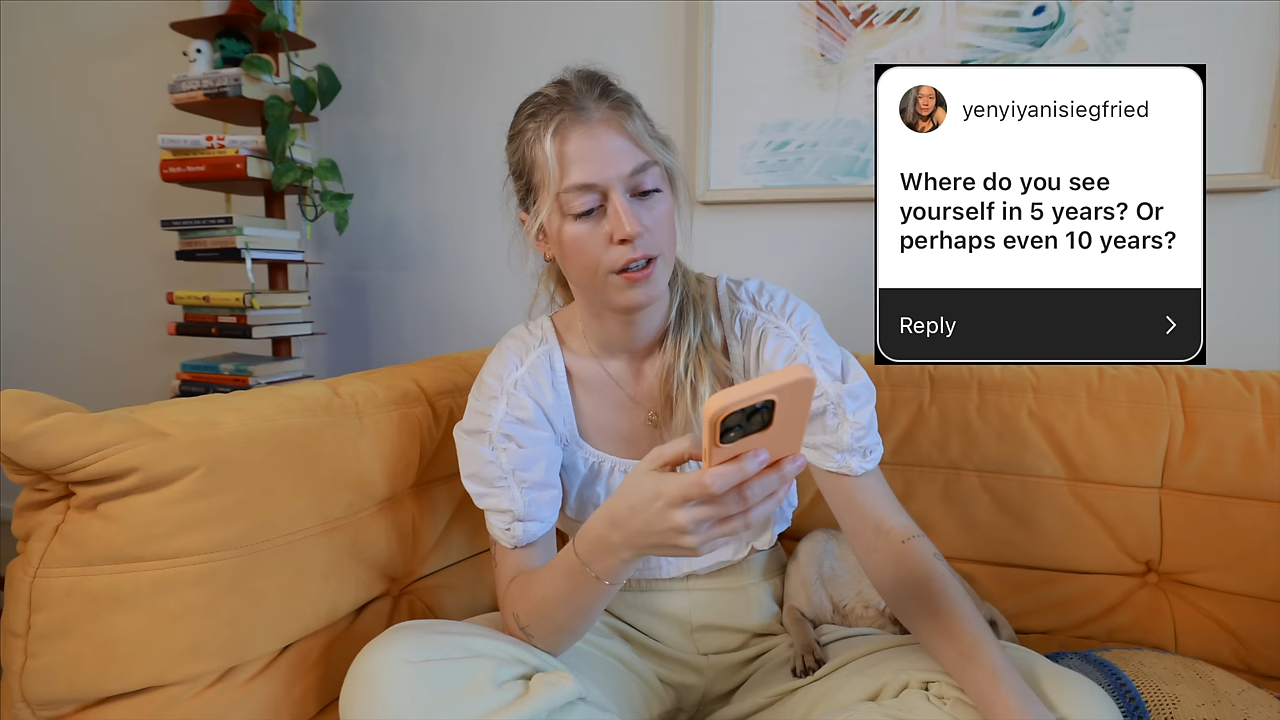 yenyiyanisiegfried
Where do you see
yourself in 5 years? Or
perhaps even 10 years?
Reply